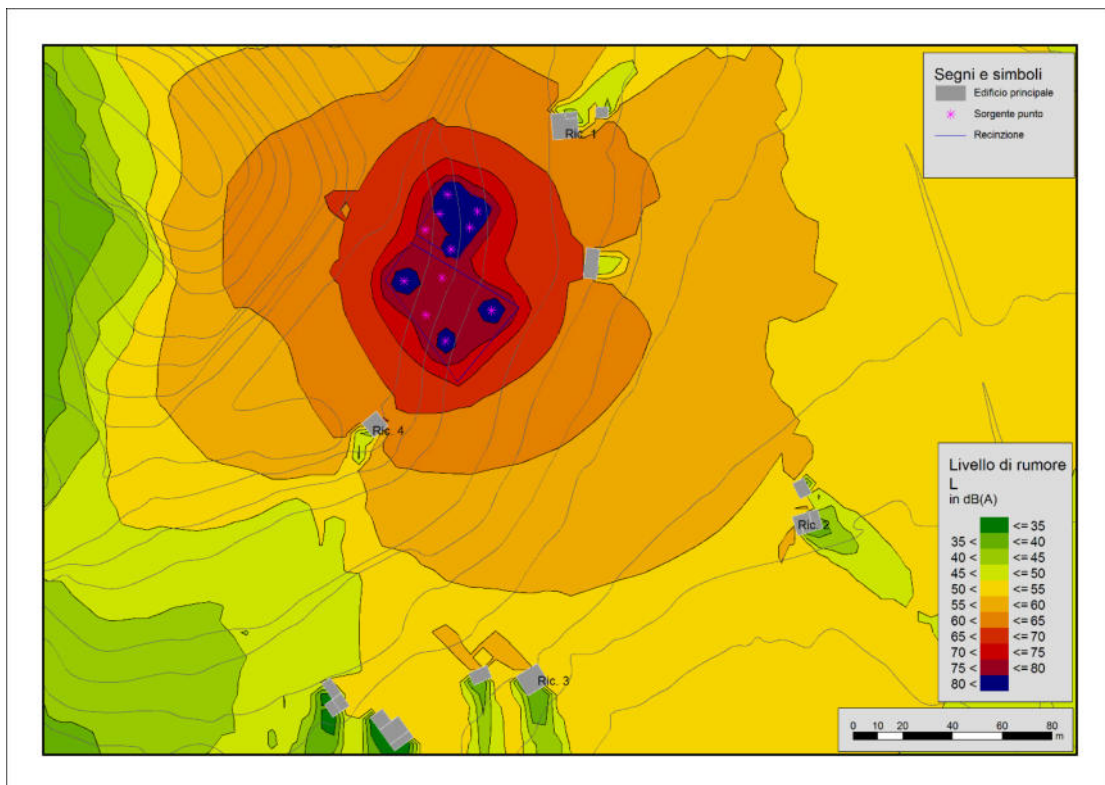 Segni e simboli
Edificio principale
Sorgente punto
Recinzione
Ric. 1
Ric. 4
Ric. 2
Ric. 3
Livello di rumore
L
in dB(A)
<= 35
35 < <= 40
40 < <= 45
45 < <= 50
50 < <= 55
55 < <= 60
60 < <= 65
65 < <= 70
70 < <= 75
75 < <= 80
80 <
0 10 20 40 60 80
m